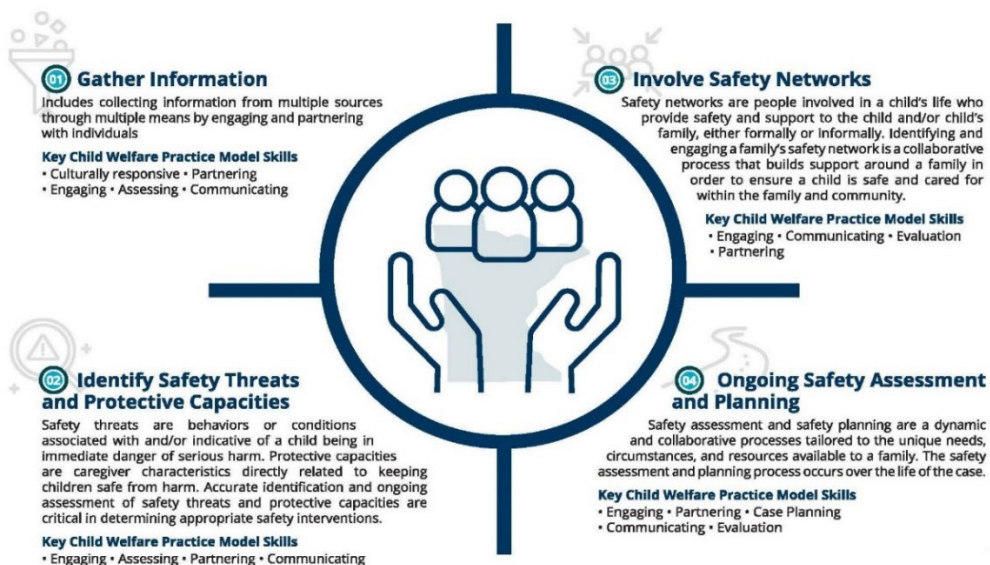 01 Gather Information
Includes collecting information from multiple sources
through multiple means by engaging and partnering
with individuals
Key Child Welfare Practice Model Skills
• Culturally responsive • Partnering
• Engaging • Assessing • Communicating
02 Identify Safety Threats
and Protective Capacities
Safety threats are behaviors or conditions
associated with and/or indicative of a child being in
immediate danger of serious harm. Protective capacities
are caregiver characteristics directly related to keeping
children safe from harm. Accurate identification and ongoing
assessment of safety threats and protective capacities are
critical in determining appropriate safety interventions.
Key Child Welfare Practice Model Skills
• Engaging • Assessing • Partnering • Communicating
03 Involve Safety Networks
Safety networks are people involved in a child's life who
provide safety and support to the child and/or child's
family, either formally or informally. Identifying and
engaging a family's safety network is a collaborative
process that builds support around a family in
order to ensure a child is safe and cared for
within the family and community.
Key Child Welfare Practice Model Skills
• Engaging • Communicating • Evaluation
• Partnering
04 Ongoing Safety Assessment
and Planning
Safety assessment and safety planning are a dynamic
and collaborative processes tailored to the unique needs,
circumstances, and resources available to a family. The safety
assessment and planning process occurs over the life of the case.
Key Child Welfare Practice Model Skills
• Engaging • Partnering • Case Planning
• Communicating • Evaluation